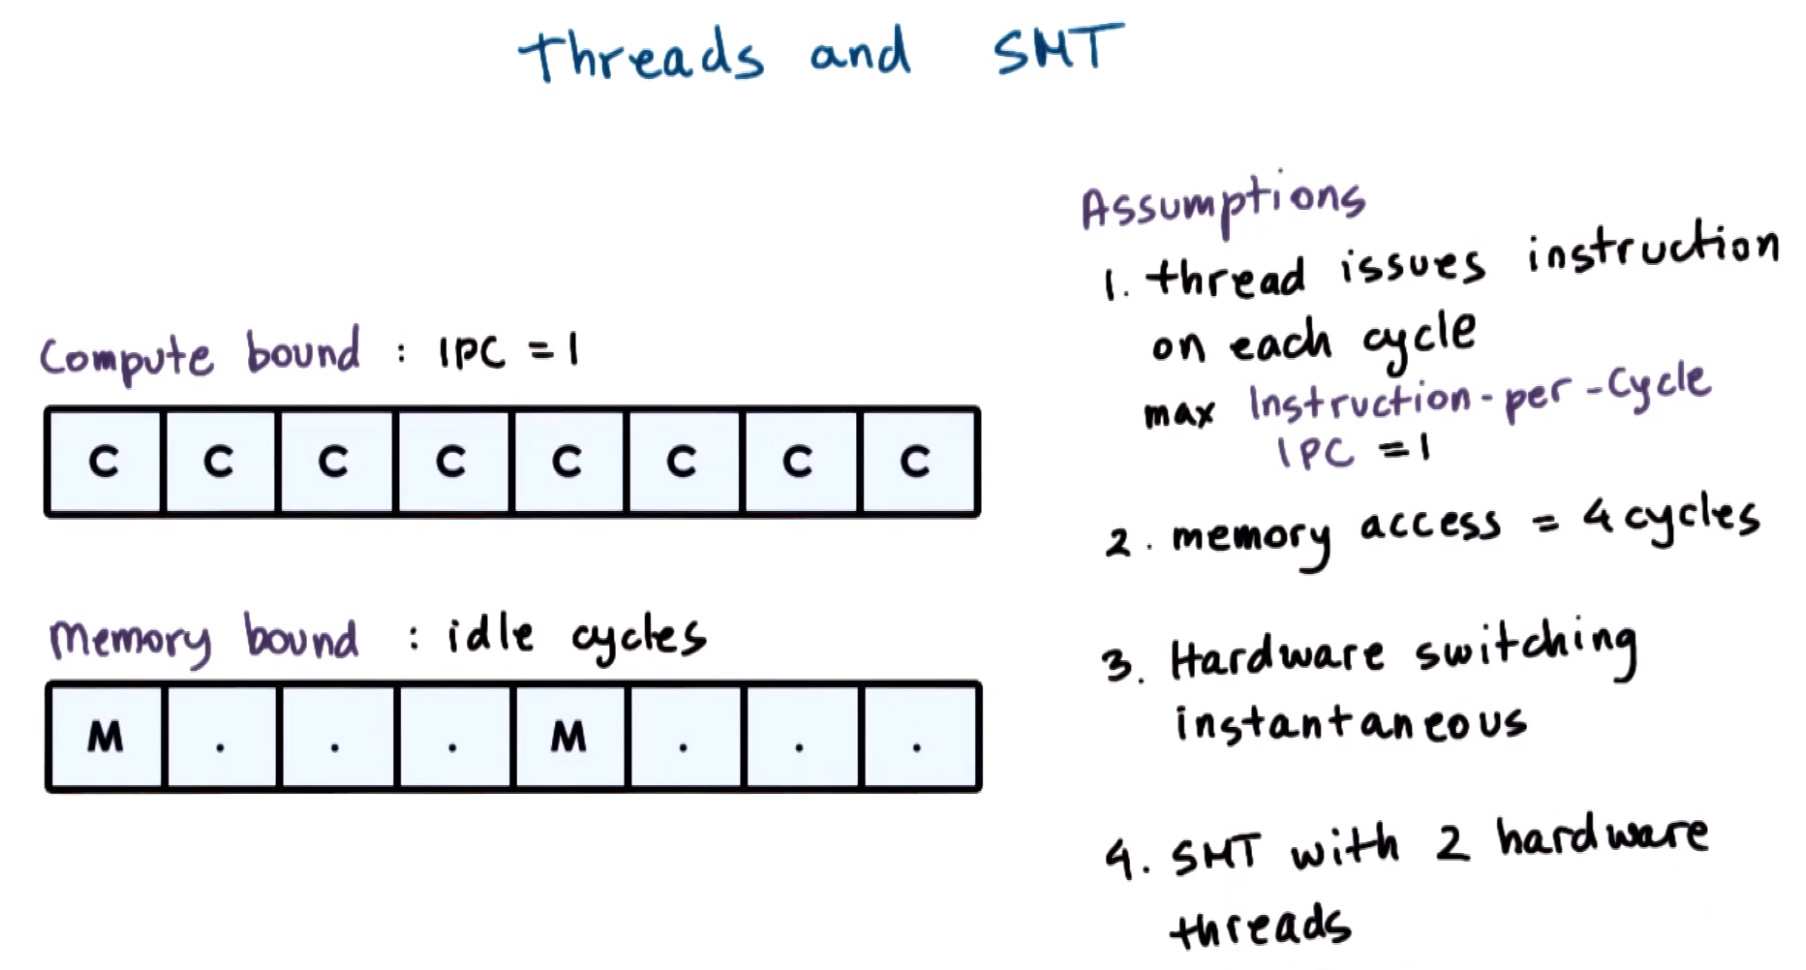 Threads and SMT
Compute bound : IPC = 1
C C C C C C C C
Memory bound : idle cycles
M . . . M . . .
Assumptions
1. thread issues instruction
on each cycle
max Instruction-per-Cycle
IPC = 1
2. memory access = 4 cycles
3. Hardware switching
instantaneous
4. SMT with 2 hardware
threads